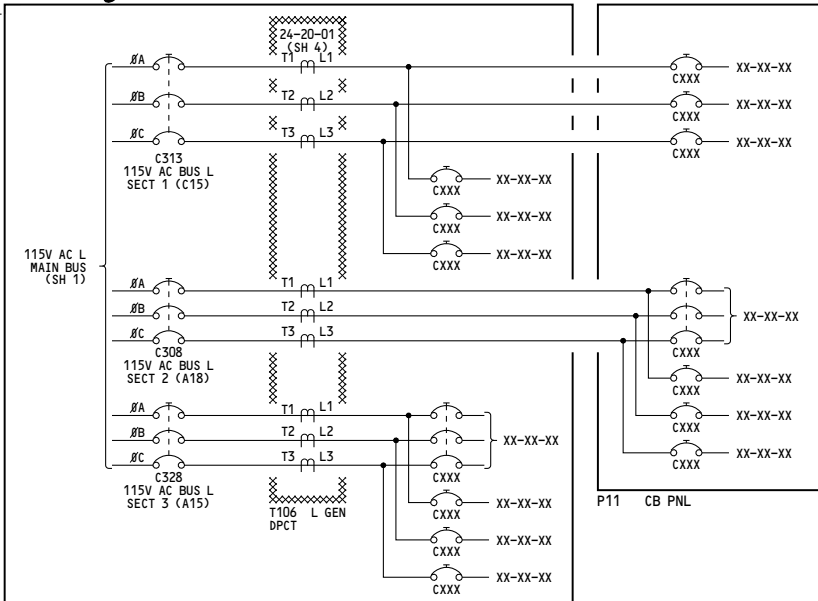 24-20-01
(SH 4)
ØA T1 L1 CXXX XX-XX-XX
ØB T2 L2 CXXX XX-XX-XX
ØC T3 L3 CXXX XX-XX-XX
C313
115V AC BUS L
SECT 1 (C15)
CXXX XX-XX-XX
CXXX XX-XX-XX
CXXX XX-XX-XX
115V AC L
MAIN BUS
(SH 1)
ØA T1 L1
ØB T2 L2 XX-XX-XX
ØC T3 L3
C308
115V AC BUS L
SECT 2 (A18)
CXXX
CXXX XX-XX-XX
CXXX XX-XX-XX
CXXX XX-XX-XX
ØA T1 L1
ØB T2 L2 XX-XX-XX
ØC T3 L3
C328
115V AC BUS L
SECT 3 (A15)
CXXX
CXXX XX-XX-XX
CXXX XX-XX-XX
CXXX XX-XX-XX
T106 L GEN
DPCT
P11 CB PNL